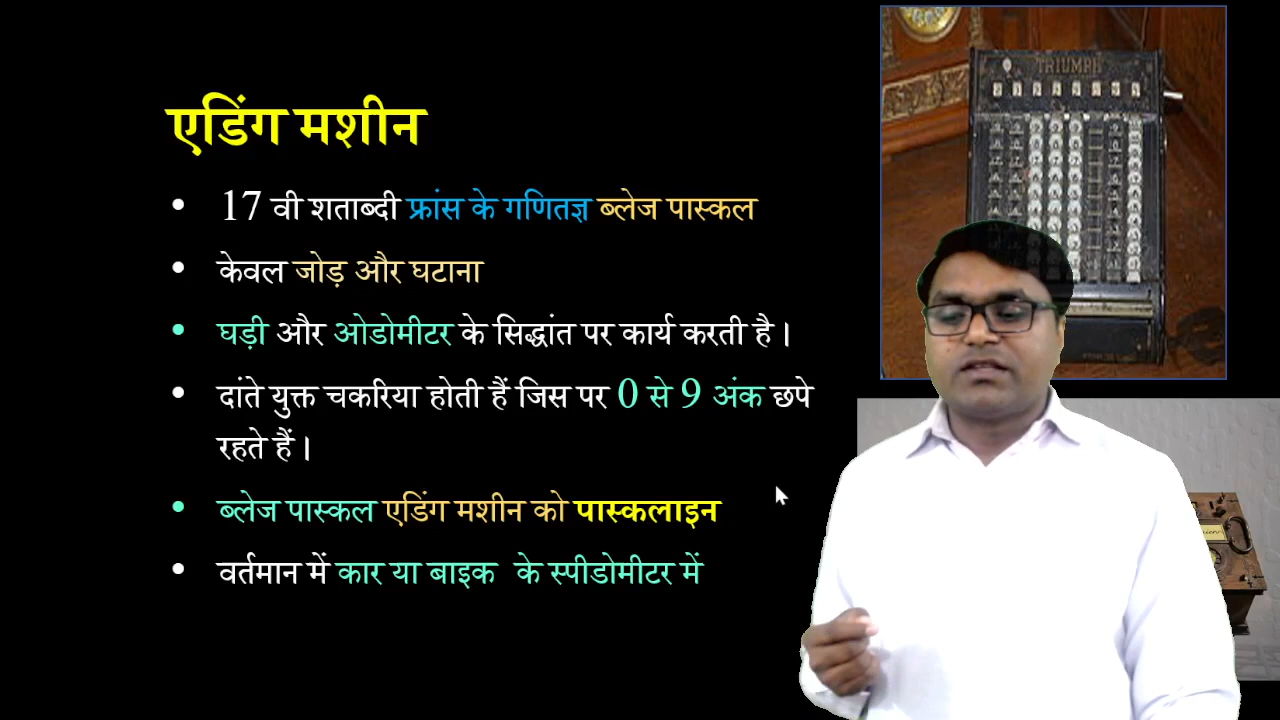 TRIUMPH
एडिंग मशीन
17 वी शताब्दी फ्रांस के गणितज्ञ ब्लेज पास्कल
केवल जोड़ और घटाना
घड़ी और ओडोमीटर के सिद्धांत पर कार्य करती है।
दांते युक्त चकरिया होती हैं जिस पर 0 से 9 अंक छपे
रहते हैं।
ब्लेज पास्कल एडिंग मशीन को पास्कलाइन
वर्तमान में कार या बाइक के स्पीडोमीटर में